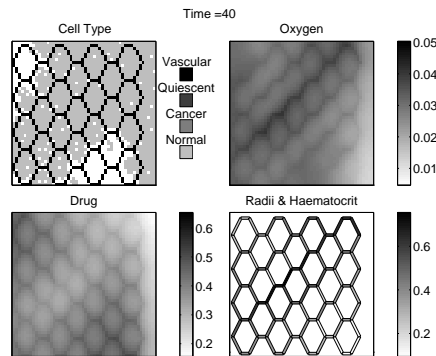 Time =40
Cell Type
Oxygen
Vascular
Quiescent
Cancer
Normal
0.05
0.04
0.03
0.02
0.01
Drug
Radii & Haematocrit
0.6
0.5
0.4
0.3
0.2
0.6
0.4
0.2